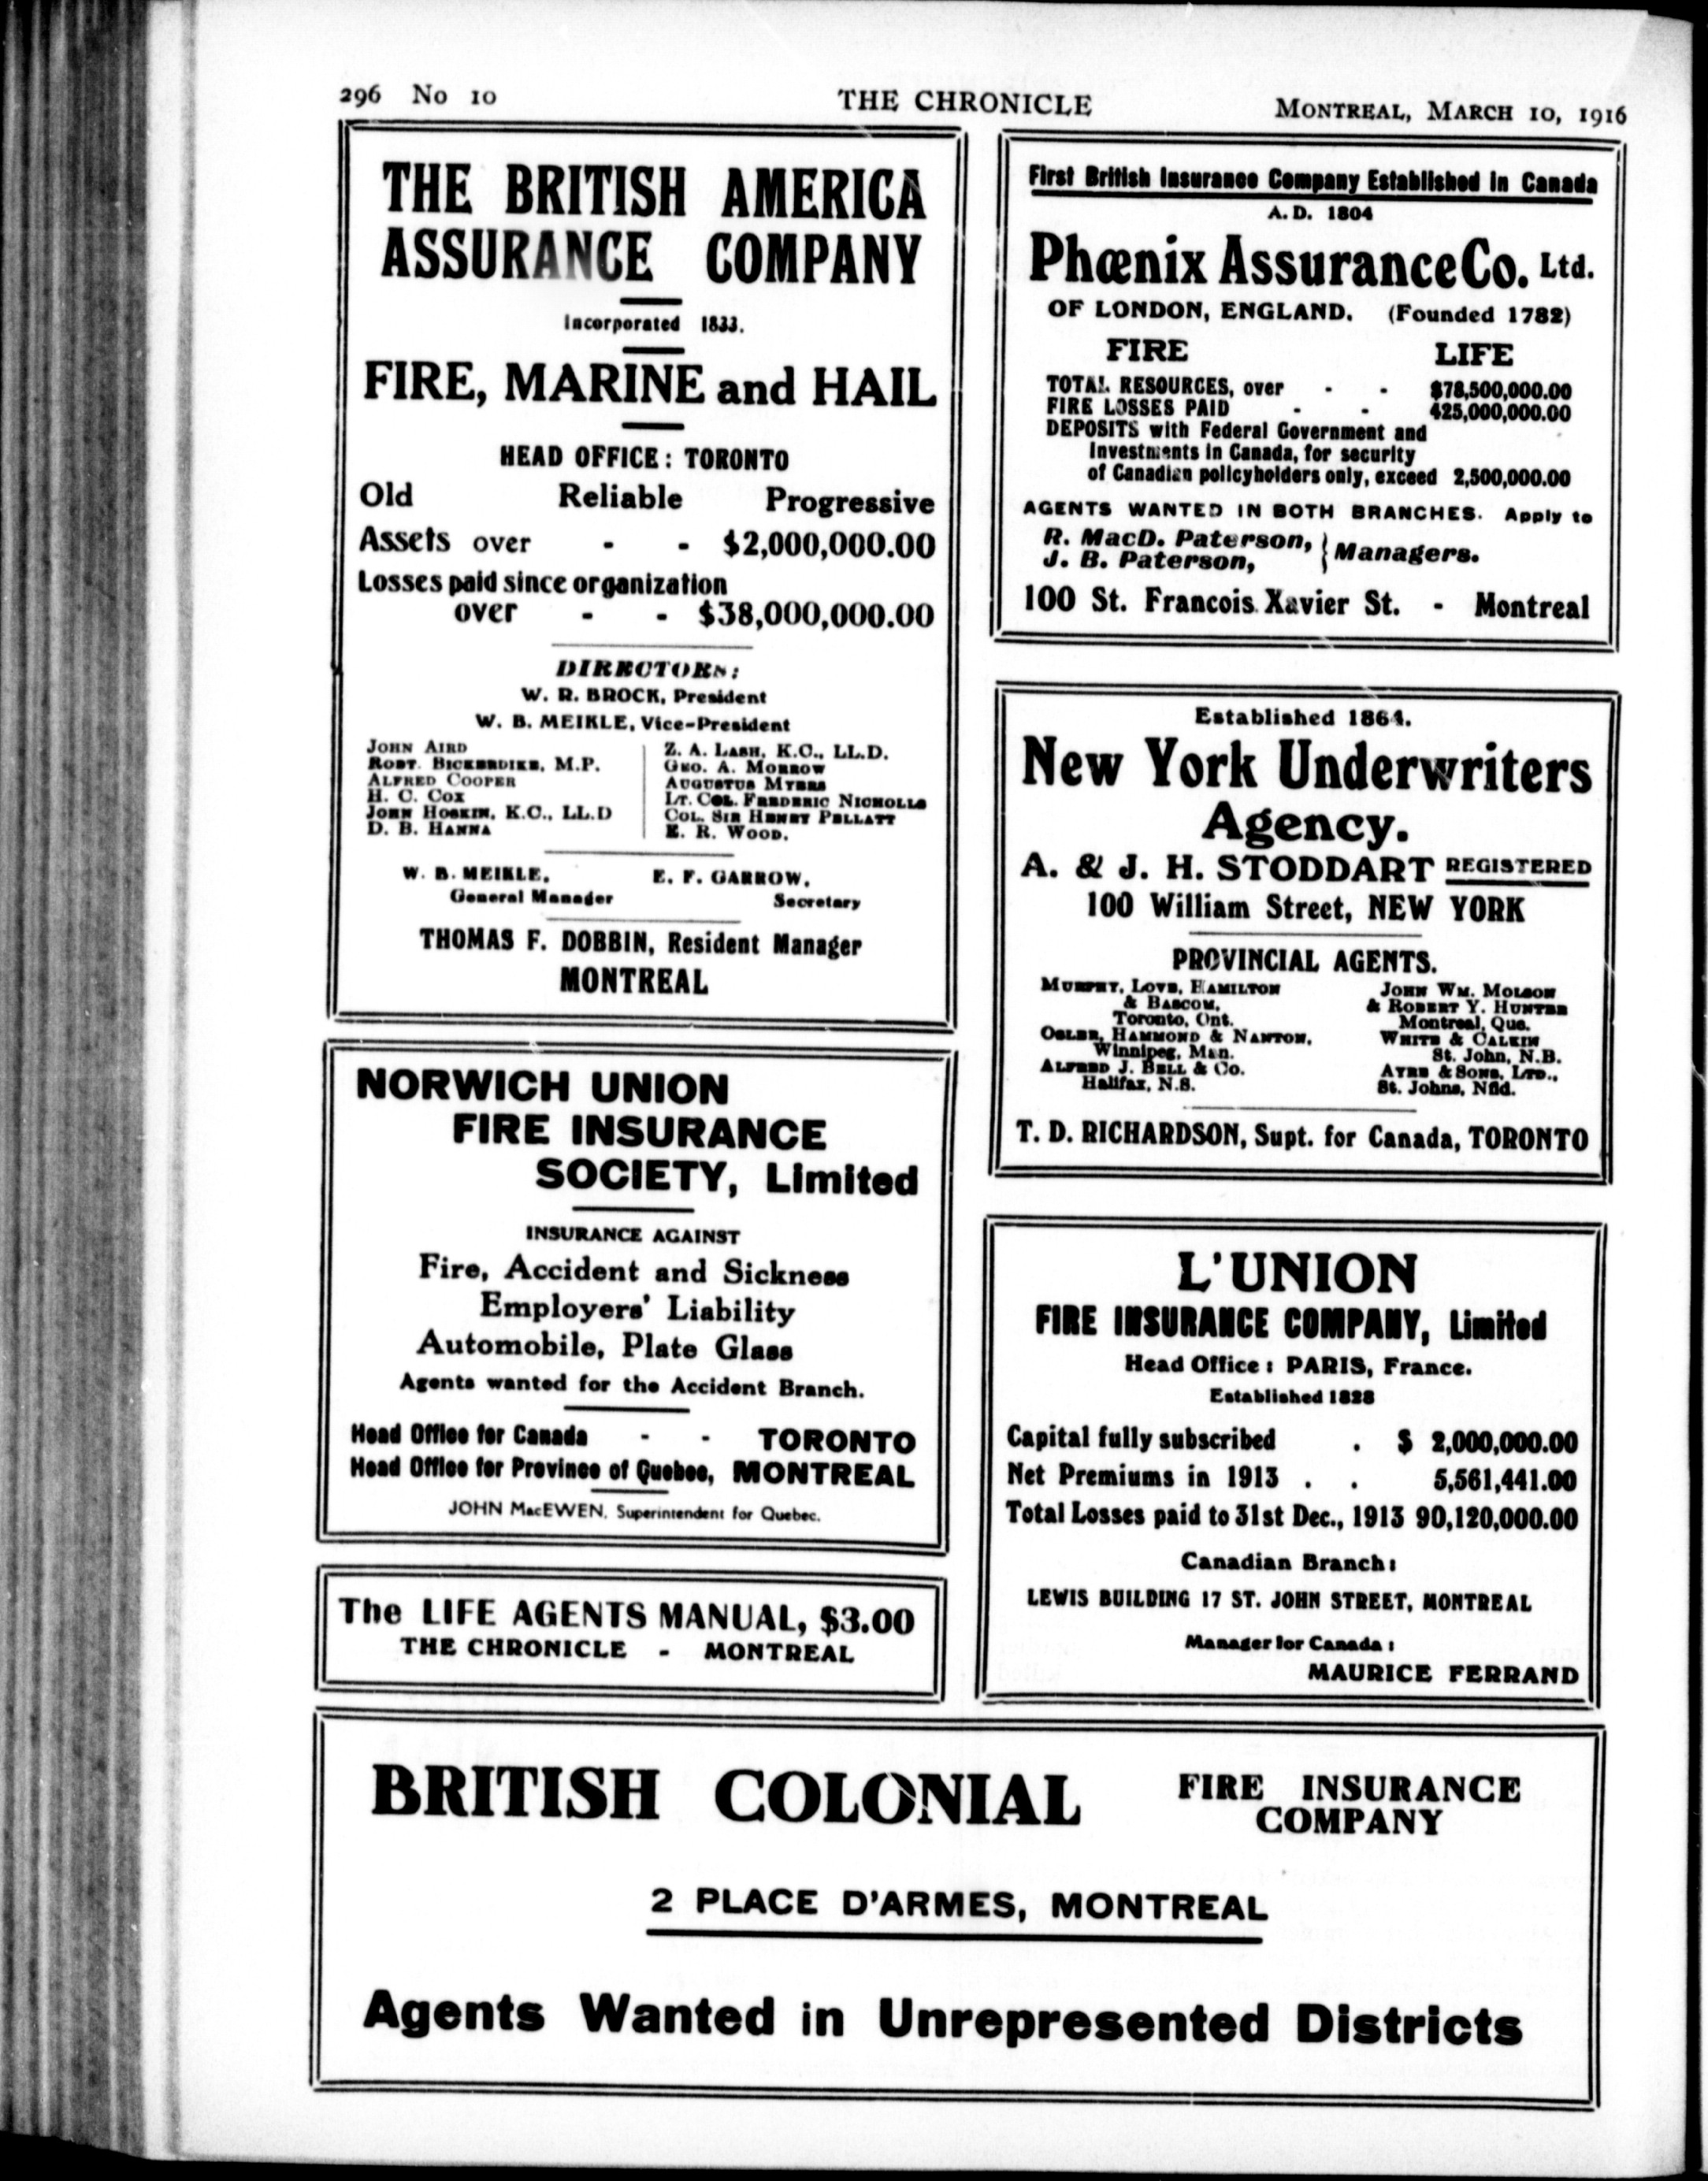 296 No 10
THE CHRONICLE
MONTREAL, MARCH 10, 1916
THE BRITISH AMERICA
ASSURANCE COMPANY
Incorporated 1833.
FIRE, MARINE and HAIL
HEAD OFFICE : TORONTO
Old Reliable Progressive
Assets over - - $2,000,000.00
Losses paid since organization
over - - $38,000,000.00
DIRECTORS:
W. R. BROCK, President
W. B. MEIKLE, Vice-President
JOHN AIRD
ROBT. BICKERDIKE, M.P.
ALFRED COOPER
H. C. COX
JOHN HOSKIN, K.C., LL.D
D. B. HANNA
Z. A. LASH, K.C., LL.D.
GEO. A. MORROW
AUGUSTUS MYERS
LT. COL. FREDERIC NICHOLLS
COL. SIR HENRY PELLATT
E. R. WOOD.
W. B. MEIKLE,
General Manager
E. F. GARROW,
Secretary
THOMAS F. DOBBIN, Resident Manager
MONTREAL
NORWICH UNION
FIRE INSURANCE
SOCIETY, Limited
INSURANCE AGAINST
Fire, Accident and Sickness
Employers' Liability
Automobile, Plate Glass
Agents wanted for the Accident Branch.
Head Office for Canada - - TORONTO
Head Office for Province of Quebec, MONTREAL
JOHN MacEWEN, Superintendent for Quebec.
The LIFE AGENTS MANUAL, $3.00
THE CHRONICLE - MONTREAL
First British Insurance Company Established in Canada
A.D. 1804
Phœnix Assurance Co. Ltd.
OF LONDON, ENGLAND. (Founded 1782)
FIRE LIFE
TOTAL RESOURCES, over - - $78,500,000.00
FIRE LOSSES PAID - - 425,000,000.00
DEPOSITS with Federal Government and
Investments in Canada, for security
of Canadian policyholders only, exceed 2,500,000.00
AGENTS WANTED IN BOTH BRANCHES. Apply to
R. MacD. Paterson,
J. B. Paterson,
} Managers.
100 St. Francois Xavier St. - Montreal
Established 1864.
New York Underwriters
Agency.
A. & J. H. STODDART REGISTERED
100 William Street, NEW YORK
PROVINCIAL AGENTS.
MURPHY, LOVE, HAMILTON
& BASCOM,
Toronto, Ont.
OSLER, HAMMOND & NANTON,
Winnipeg, Man.
ALFRED J. BELL & CO.
Halifax, N.S.
JOHN WM. MOLSON
& ROBERT Y. HUNTER
Montreal, Que.
WHITE & CALKIN
St. John, N.B.
AYRE & SONS, LTD.,
St. Johns, Nfld.
T. D. RICHARDSON, Supt. for Canada, TORONTO
L'UNION
FIRE INSURANCE COMPANY, Limited
Head Office : PARIS, France.
Established 1828
Capital fully subscribed . $ 2,000,000.00
Net Premiums in 1913 . . 5,561,441.00
Total Losses paid to 31st Dec., 1913 90,120,000.00
Canadian Branch:
LEWIS BUILDING 17 ST. JOHN STREET, MONTREAL
Manager for Canada :
MAURICE FERRAND
BRITISH COLONIAL FIRE INSURANCE
COMPANY
2 PLACE D'ARMES, MONTREAL
Agents Wanted in Unrepresented Districts